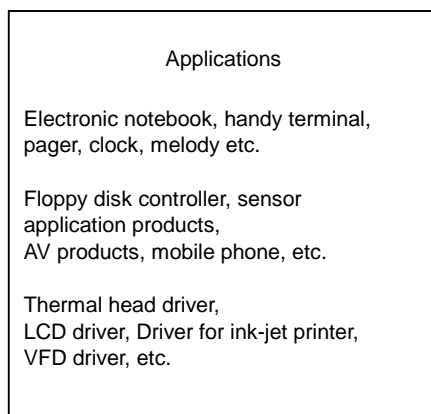 Applications
Electronic notebook, handy terminal,
pager, clock, melody etc.
Floppy disk controller, sensor
application products,
AV products, mobile phone, etc.
Thermal head driver,
LCD driver, Driver for ink-jet printer,
VFD driver, etc.